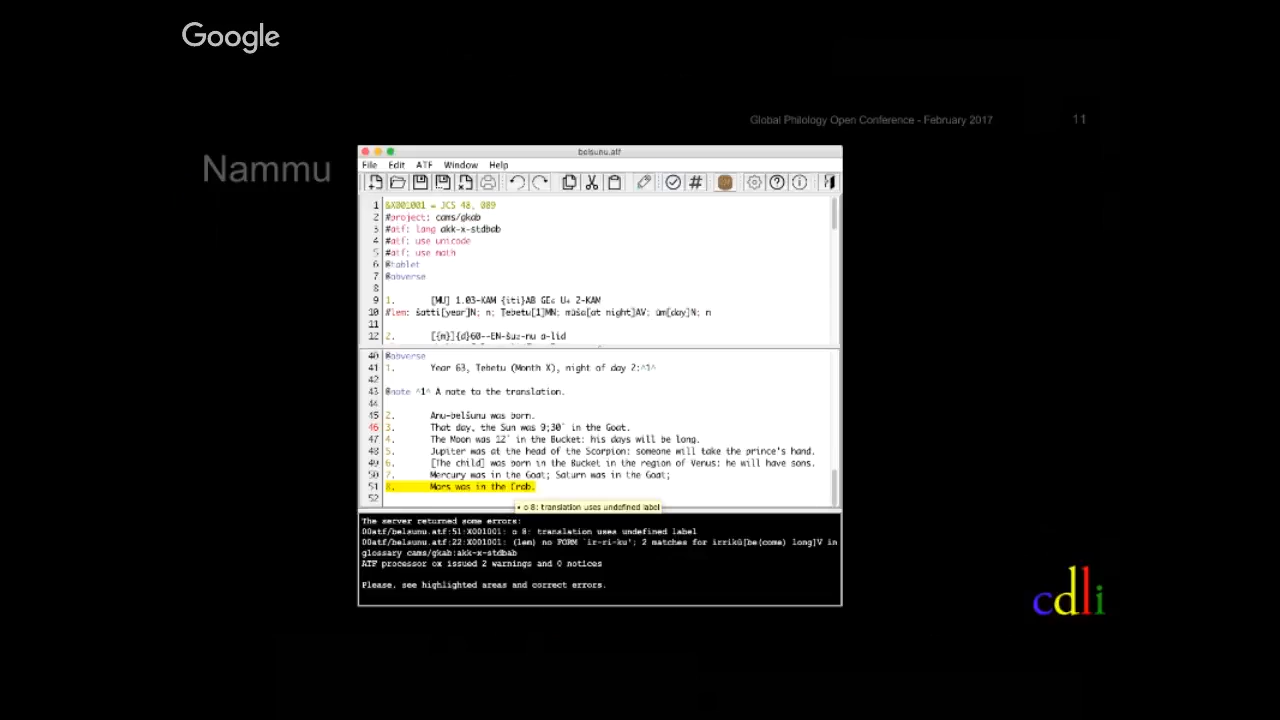 Google
Global Philology Open Conference - February 2017
11
Nammu
belsunu.atf
File Edit ATF Window Help
1 &X001001 = JCS 48, 089
2 #project: cams/gkab
3 #atf: lang akk-x-stdbab
4 #atf: use unicode
5 #atf: use math
6 @tablet
7 @obverse
8
9 1. [MU] 1.03-KAM {iti}AB GE₆ U₄ 2-KAM
10 #lem: šatti[year]N; n; Ṭebetu[1]MN; mūša[at night]AV; ūm[day]N; n
11
12 2. [{m}]{d}60--EN-šu₂-nu a-lid
40 @obverse
41 1. Year 63, Tebetu (Month X), night of day 2:^1^
42
43 @note ^1^ A note to the translation.
44
45 2. Anu-belšunu was born.
46 3. That day, the Sun was 9;30˚ in the Goat.
47 4. The Moon was 12˚ in the Bucket: his days will be long.
48 5. Jupiter was at the head of the Scorpion: someone will take the prince's hand.
49 6. [The child] was born in the Bucket in the region of Venus: he will have sons.
50 7. Mercury was in the Goat; Saturn was in the Goat;
51 8. Mars was in the Crab.
52
• o 8: translation uses undefined label
The server returned some errors:
00atf/belsunu.atf:51:X001001: o 8: translation uses undefined label
00atf/belsunu.atf:22:X001001: (lem) no FORM `ir-ri-ku'; 2 matches for irrikū[be(come) long]V in
glossary cams/gkab:akk-x-stdbab
ATF processor ox issued 2 warnings and 0 notices
Please, see highlighted areas and correct errors.
cdli